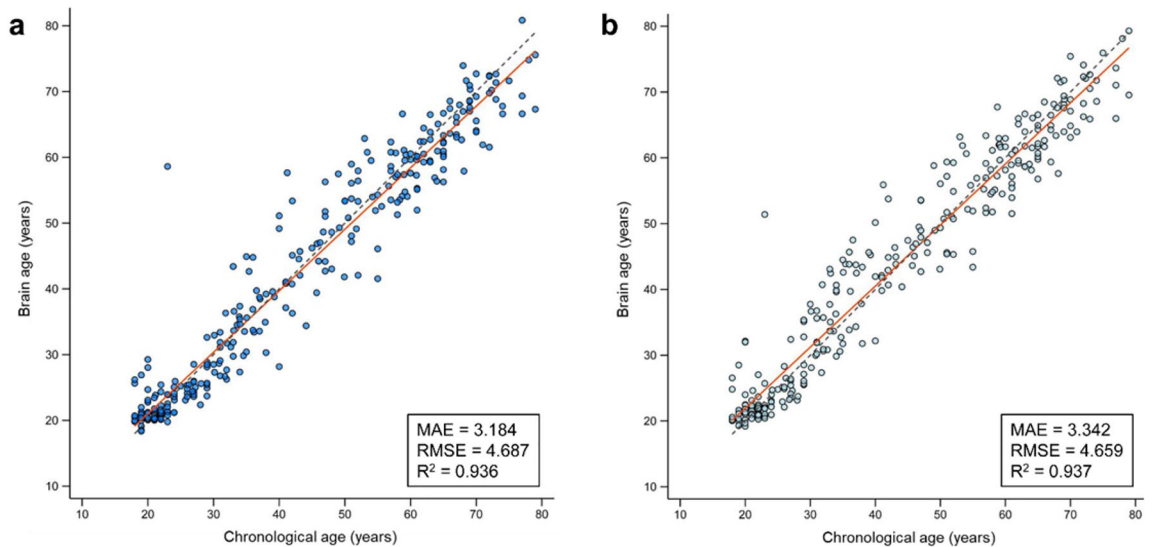 a
80
70
60
50
40
30
20
10
Brain age (years)
MAE = 3.184
RMSE = 4.687
R² = 0.936
10 20 30 40 50 60 70 80
Chronological age (years)
b
80
70
60
50
40
30
20
10
Brain age (years)
MAE = 3.342
RMSE = 4.659
R² = 0.937
10 20 30 40 50 60 70 80
Chronological age (years)